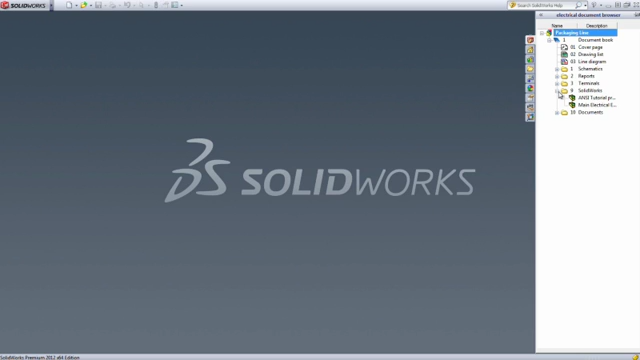 SOLIDWORKS
Search SolidWorks Help
electrical document browser
Name Description
Packaging Line
1 Document book
01 Cover page
02 Drawing list
03 Line diagram
1 Schematics
2 Reports
3 Terminals
9 SolidWorks
ANSI Tutorial pr...
Main Electrical E...
10 Documents
SOLIDWORKS
SolidWorks Premium 2012 x64 Edition